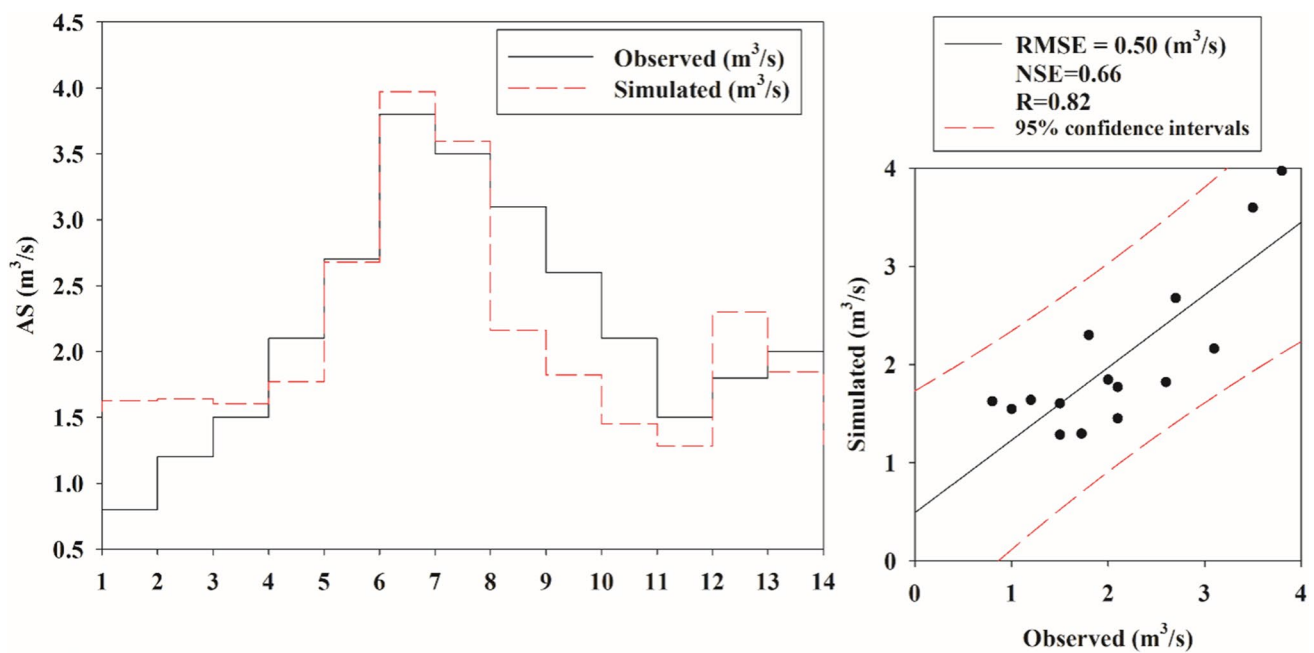 4.5
4.0
3.5
3.0
2.5
2.0
1.5
1.0
0.5
AS (m³/s)
Observed (m³/s)
Simulated (m³/s)
1 2 3 4 5 6 7 8 9 10 11 12 13 14
RMSE = 0.50 (m³/s)
NSE=0.66
R=0.82
95% confidence intervals
4
3
2
1
0
Simulated (m³/s)
0 1 2 3 4
Observed (m³/s)